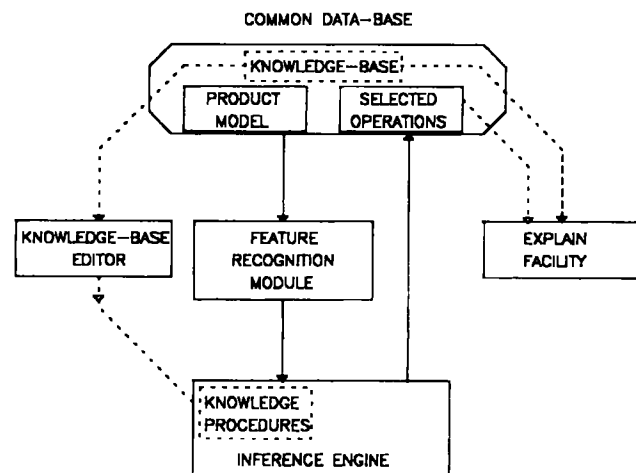 COMMON DATA-BASE
KNOWLEDGE-BASE
PRODUCT
MODEL
SELECTED
OPERATIONS
KNOWLEDGE-BASE
EDITOR
FEATURE
RECOGNITION
MODULE
EXPLAIN
FACILITY
KNOWLEDGE
PROCEDURES
INFERENCE ENGINE